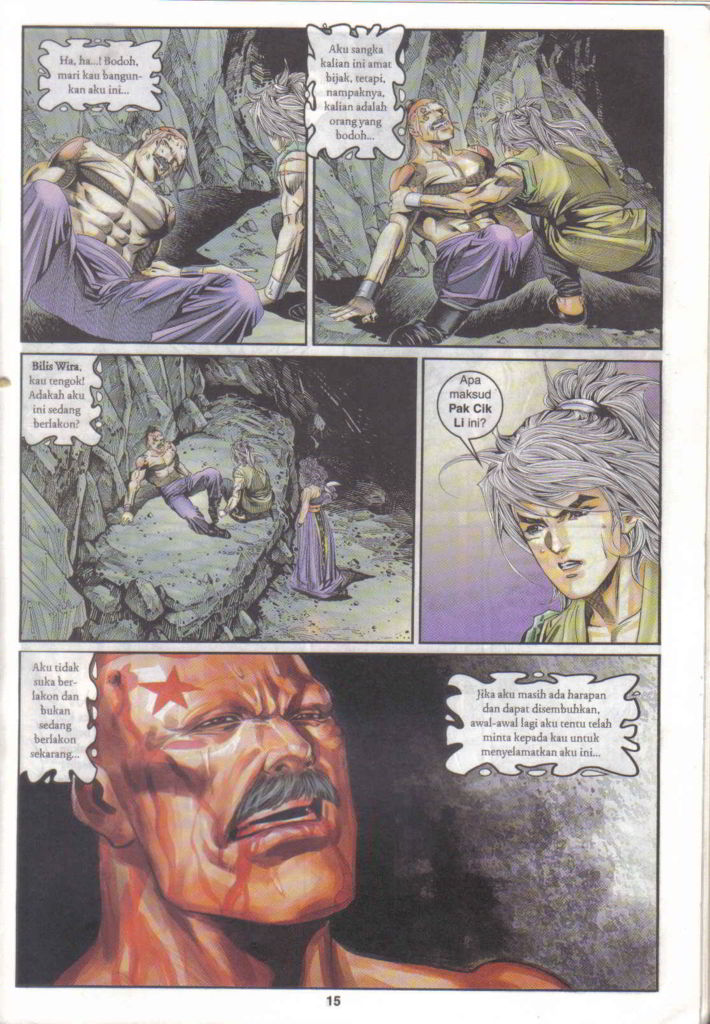 Ha, ha...! Bodoh,
mari kau bangun-
kan aku ini...
Aku sangka
kalian ini amat
bijak, tetapi,
nampaknya,
kalian adalah
orang yang
bodoh...
Bilis Wira,
kau tengok!
Adakah aku
ini sedang
berlakon?
Apa
maksud
Pak Cik
Li ini?
Aku tidak
suka ber-
lakon dan
bukan
sedang
berlakon
sekarang...
Jika aku masih ada harapan
dan dapat disembuhkan,
awal-awal lagi aku tentu telah
minta kepada kau untuk
menyelamatkan aku ini...
15